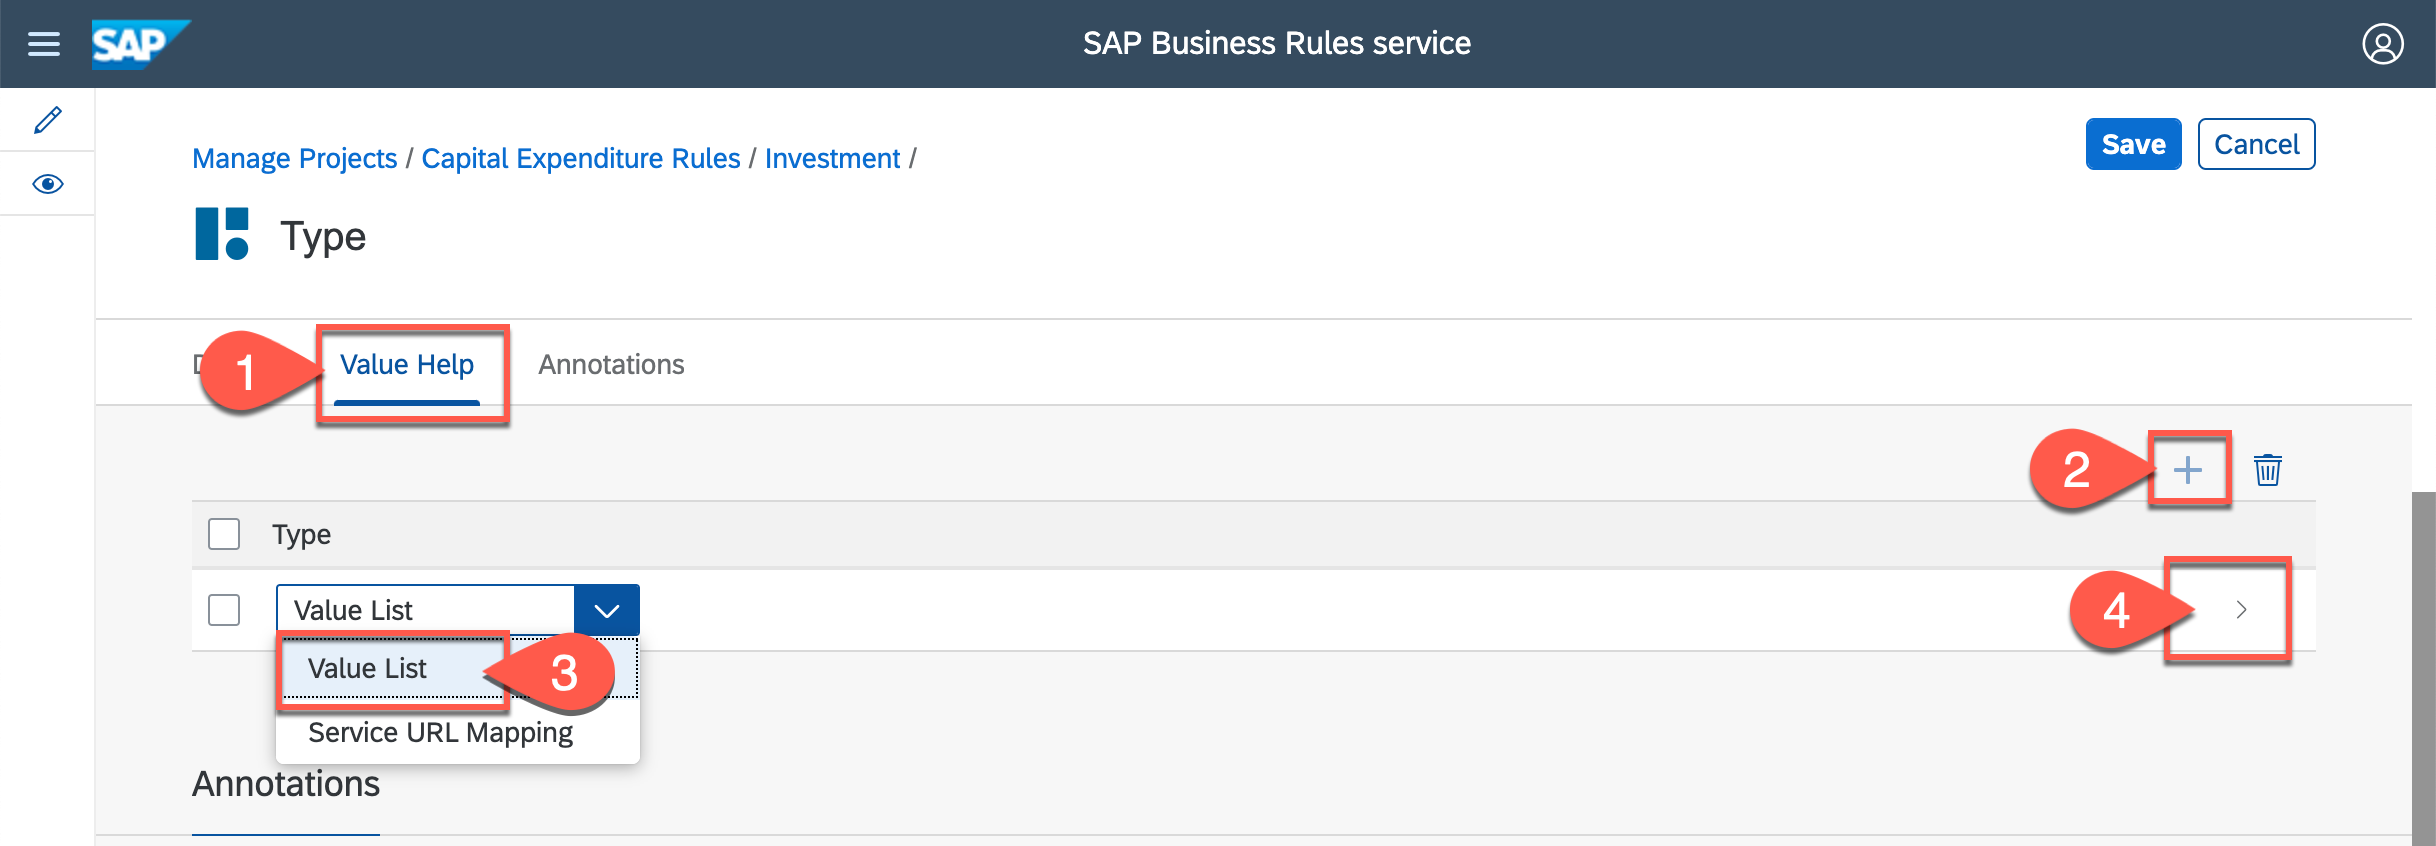 SAP
SAP Business Rules service
Manage Projects / Capital Expenditure Rules / Investment /
Save
Cancel
Type
1
Value Help
Annotations
2
Type
Value List
4
Value List
3
Service URL Mapping
Annotations